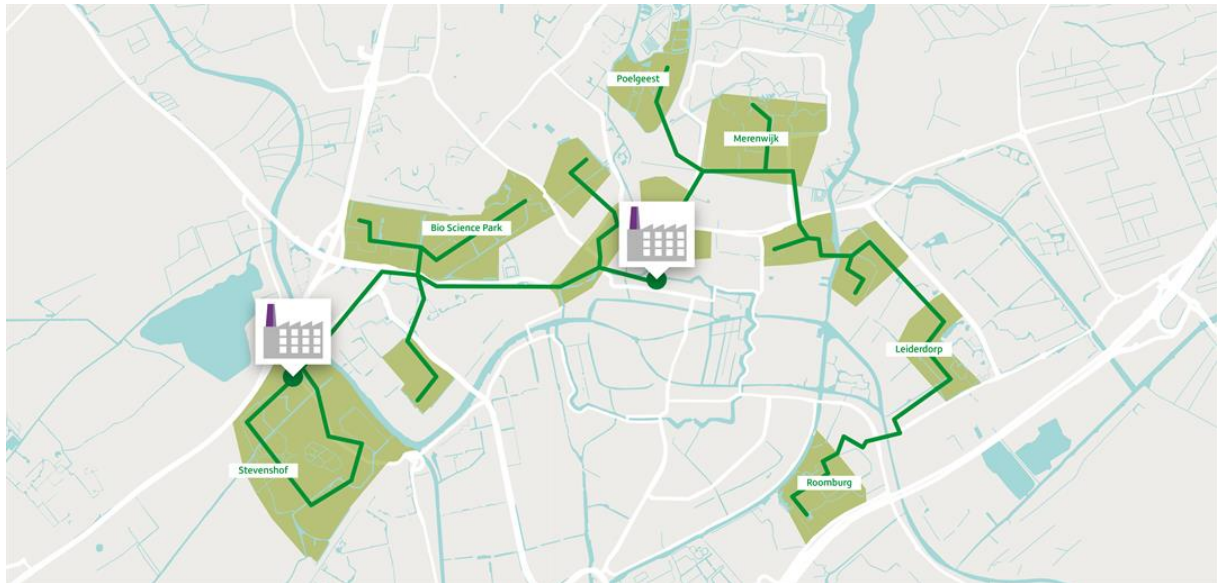 Poelgeest
Merenwijk
Bio Science Park
Leiderdorp
Stevenshof
Roomburg